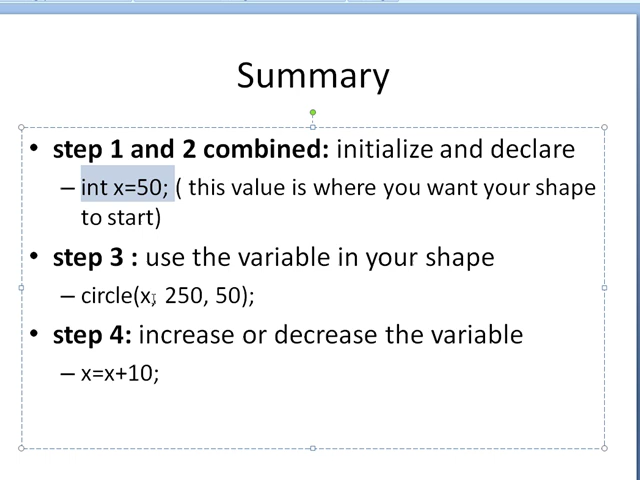 Summary
• step 1 and 2 combined: initialize and declare
– int x=50; ( this value is where you want your shape
to start)
• step 3 : use the variable in your shape
– circle(x, 250, 50);
• step 4: increase or decrease the variable
– x=x+10;